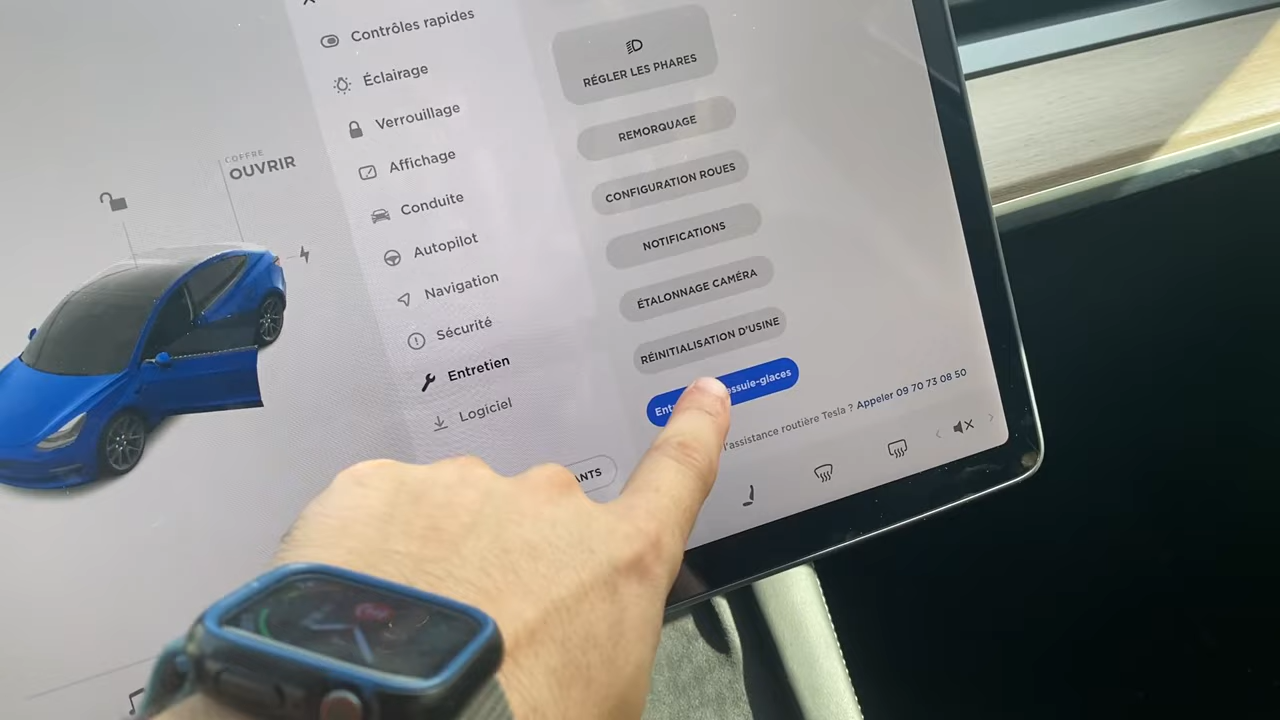 Contrôles rapides
Éclairage
Verrouillage
Affichage
Conduite
Autopilot
Navigation
Sécurité
Entretien
Logiciel
COFFRE
OUVRIR
RÉGLER LES PHARES
REMORQUAGE
CONFIGURATION ROUES
NOTIFICATIONS
ÉTALONNAGE CAMÉRA
RÉINITIALISATION D'USINE
essuie-glaces
l'assistance routière Tesla ? Appeler 09 70 73 08 50